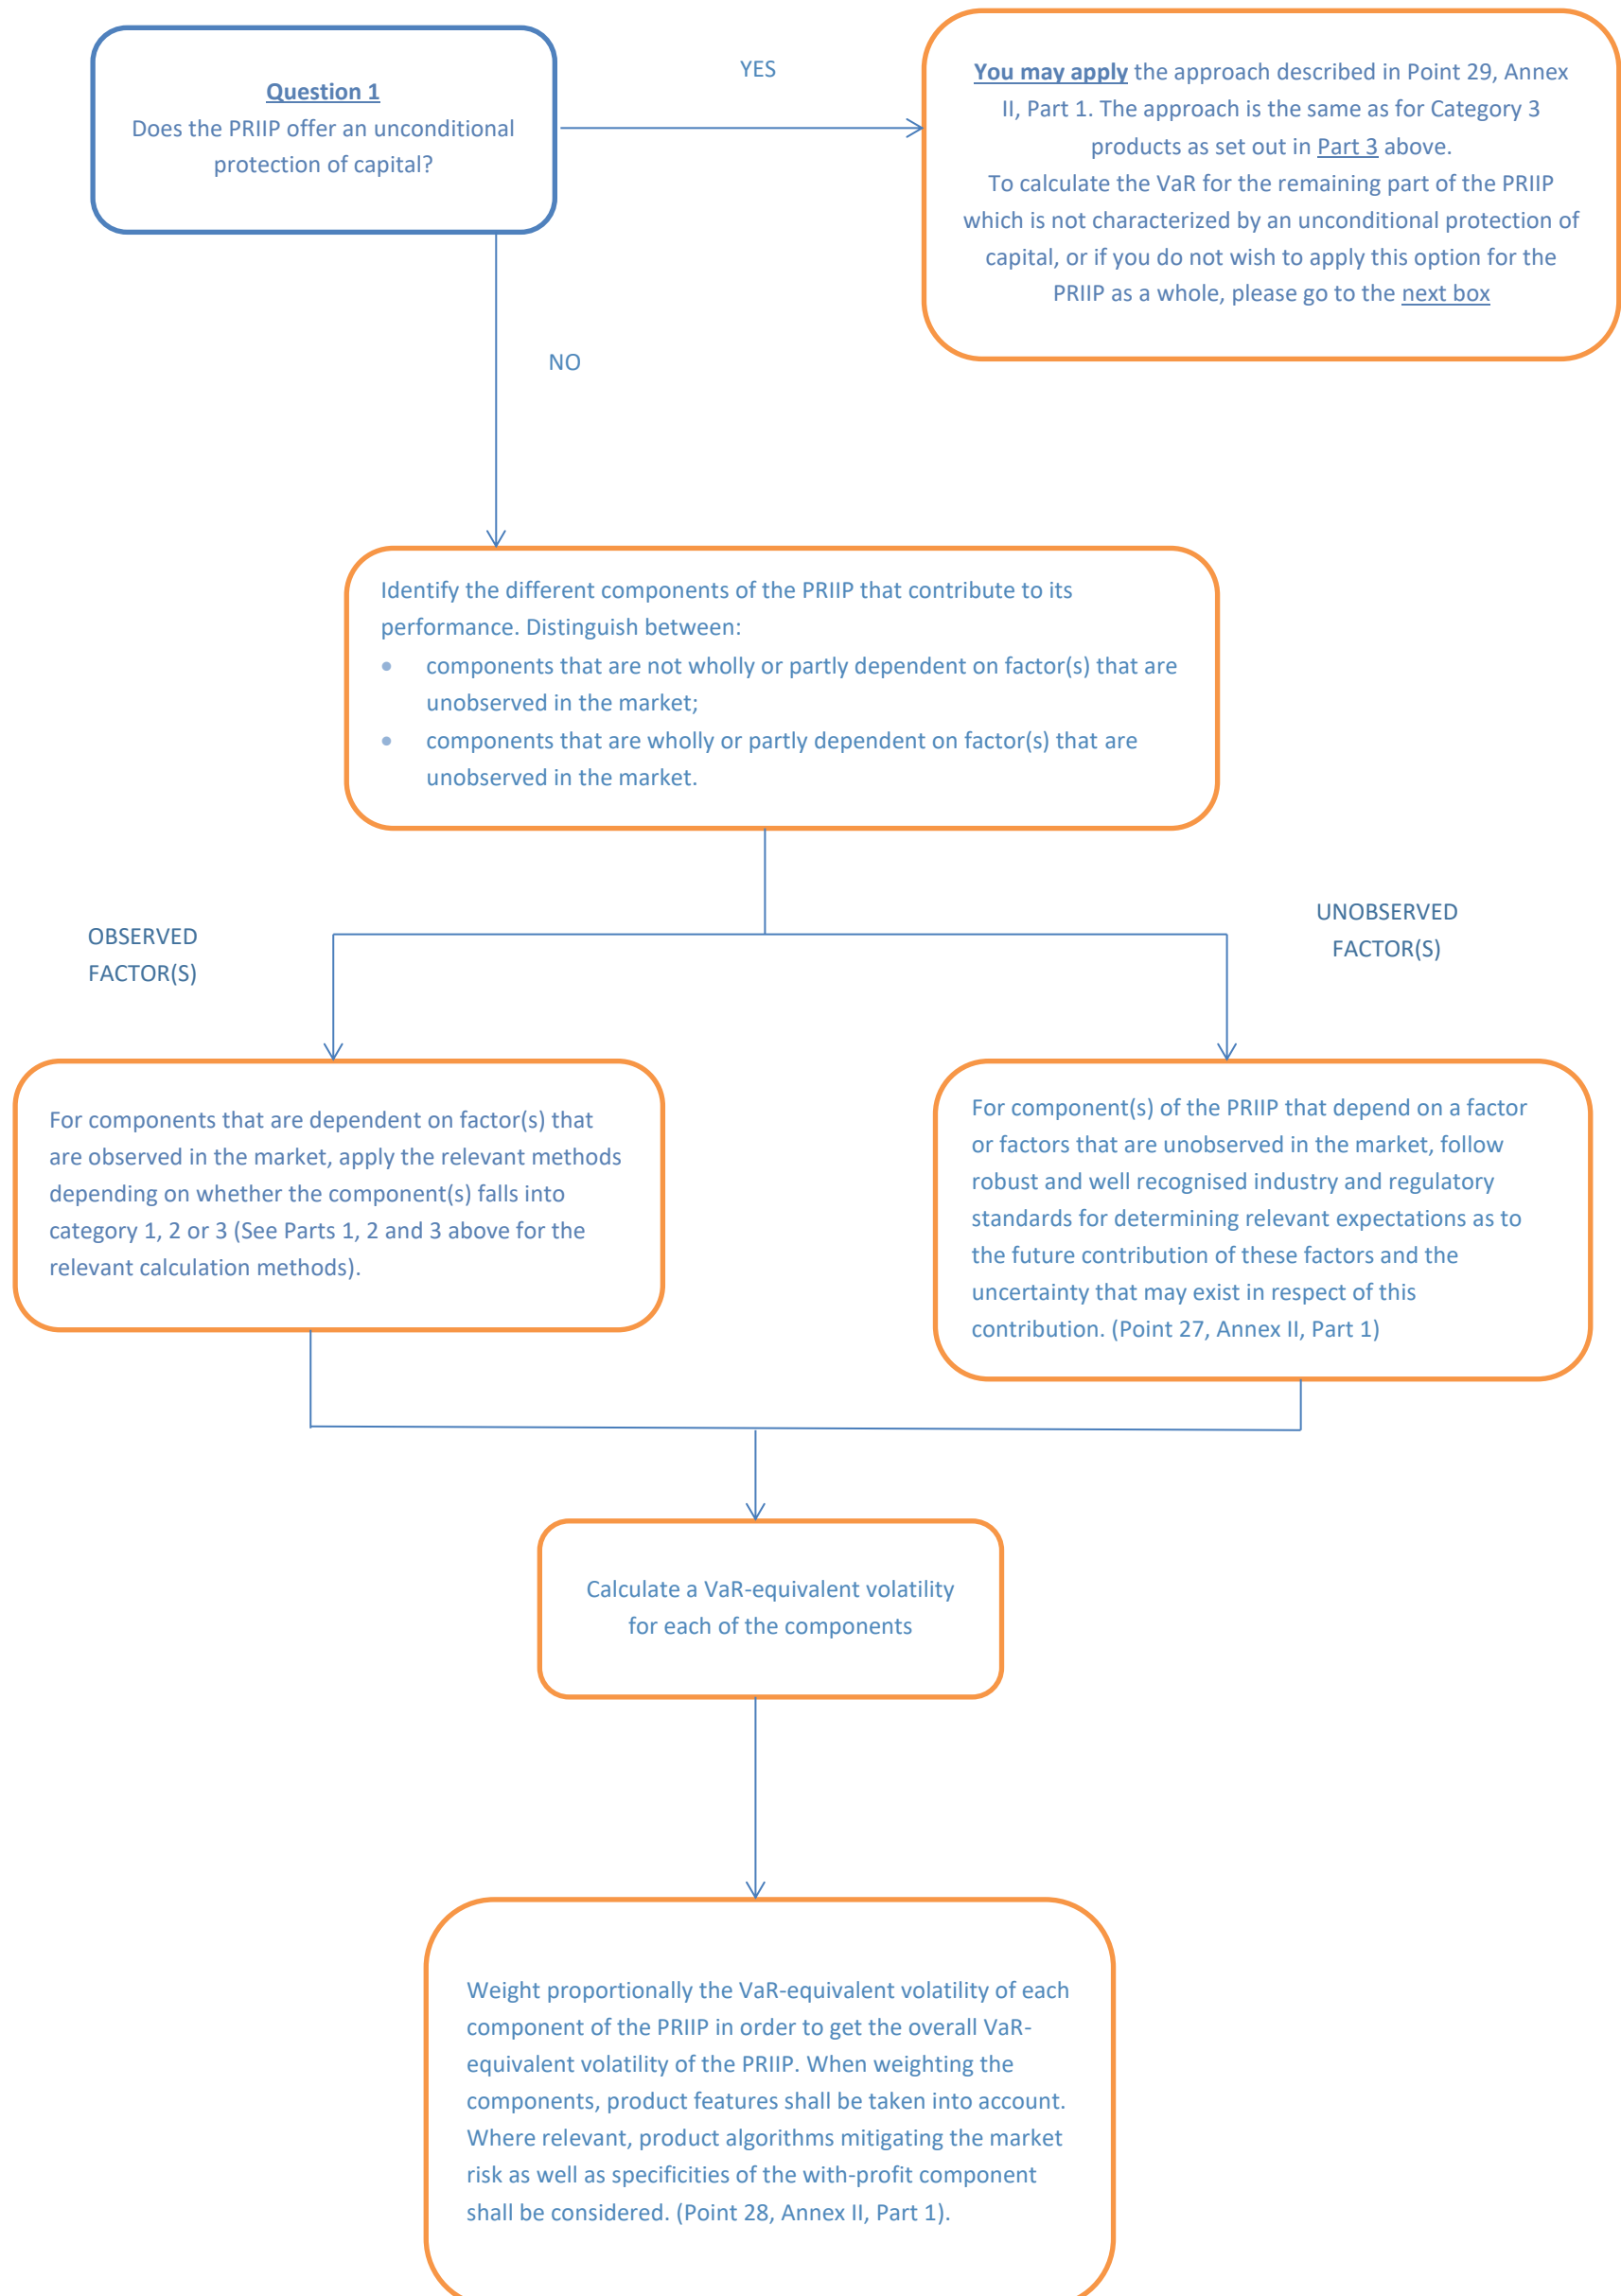 Question 1
Does the PRIIP offer an unconditional
protection of capital?
YES
You may apply the approach described in Point 29, Annex
II, Part 1. The approach is the same as for Category 3
products as set out in Part 3 above.
To calculate the VaR for the remaining part of the PRIIP
which is not characterized by an unconditional protection of
capital, or if you do not wish to apply this option for the
PRIIP as a whole, please go to the next box
NO
Identify the different components of the PRIIP that contribute to its
performance. Distinguish between:
• components that are not wholly or partly dependent on factor(s) that are
unobserved in the market;
• components that are wholly or partly dependent on factor(s) that are
unobserved in the market.
OBSERVED
FACTOR(S)
UNOBSERVED
FACTOR(S)
For components that are dependent on factor(s) that
are observed in the market, apply the relevant methods
depending on whether the component(s) falls into
category 1, 2 or 3 (See Parts 1, 2 and 3 above for the
relevant calculation methods).
For component(s) of the PRIIP that depend on a factor
or factors that are unobserved in the market, follow
robust and well recognised industry and regulatory
standards for determining relevant expectations as to
the future contribution of these factors and the
uncertainty that may exist in respect of this
contribution. (Point 27, Annex II, Part 1)
Calculate a VaR-equivalent volatility
for each of the components
Weight proportionally the VaR-equivalent volatility of each
component of the PRIIP in order to get the overall VaR-
equivalent volatility of the PRIIP. When weighting the
components, product features shall be taken into account.
Where relevant, product algorithms mitigating the market
risk as well as specificities of the with-profit component
shall be considered. (Point 28, Annex II, Part 1).